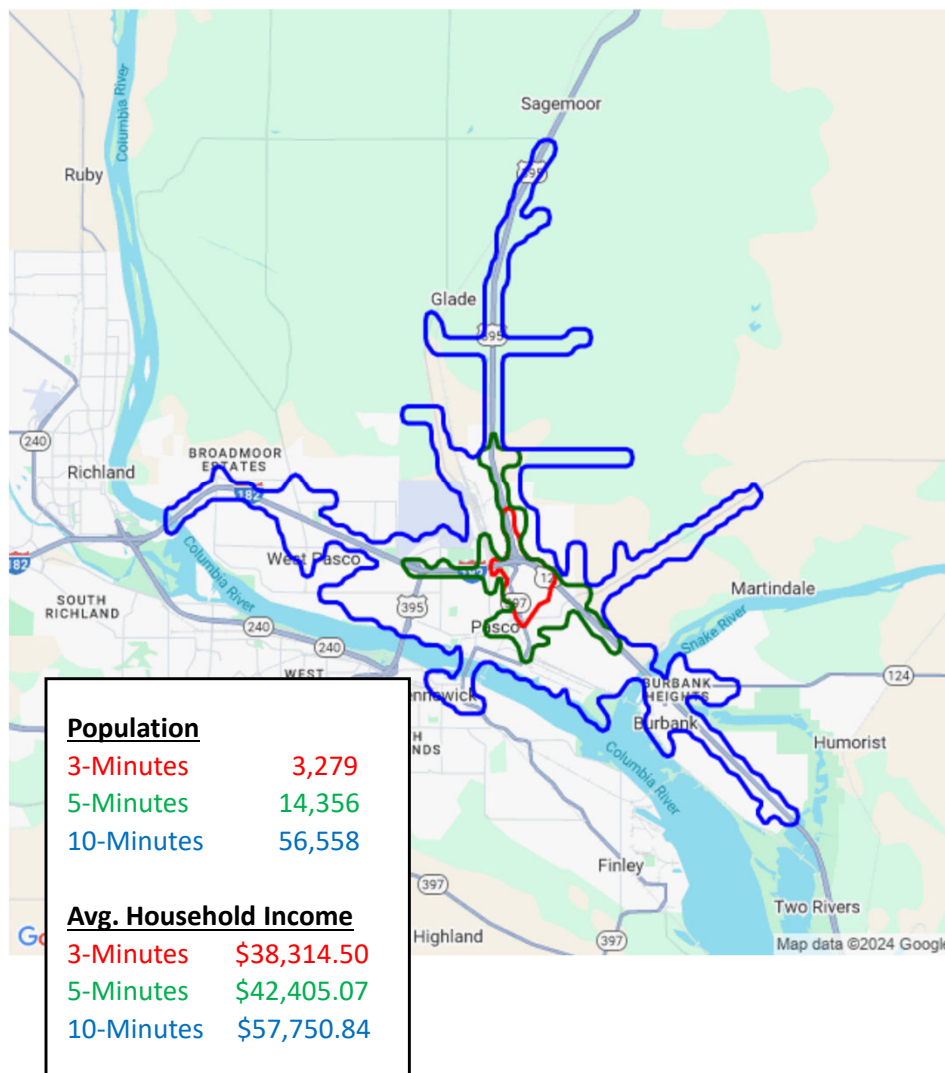 Sagemoor
Columbia River
395
Ruby
Glade
395
240
BROADMOOR
ESTATES
Richland
182
West Pasco
182
182
12
Columbia River
395
397
Martindale
SOUTH
RICHLAND
240
Pasco
Snake River
240
WEST
124
BURBANK
HEIGHTS
Burbank
Humorist
Columbia River
Finley
397
Two Rivers
Highland
397
Map data ©2024 Google
Population
3-Minutes 3,279
5-Minutes 14,356
10-Minutes 56,558
Avg. Household Income
3-Minutes $38,314.50
5-Minutes $42,405.07
10-Minutes $57,750.84